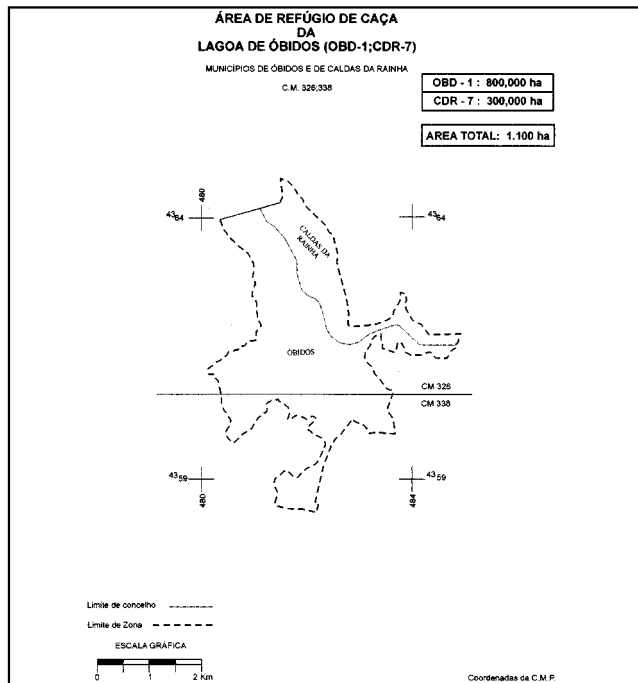 ÁREA DE REFÚGIO DE CAÇA
DA
LAGOA DE ÓBIDOS (OBD-1;CDR-7)
MUNICÍPIOS DE ÓBIDOS E DE CALDAS DA RAINHA
C.M. 326;338
OBD - 1 : 800,000 ha
CDR - 7 : 300,000 ha
AREA TOTAL: 1.100 ha
480
4364
4364
CALDAS DA
RAINHA
ÓBIDOS
CM 326
CM 338
4359
480
4359
484
Limite de concelho
Limite de Zona
ESCALA GRÁFICA
0 1 2 Km
Coordenadas da C.M.P.